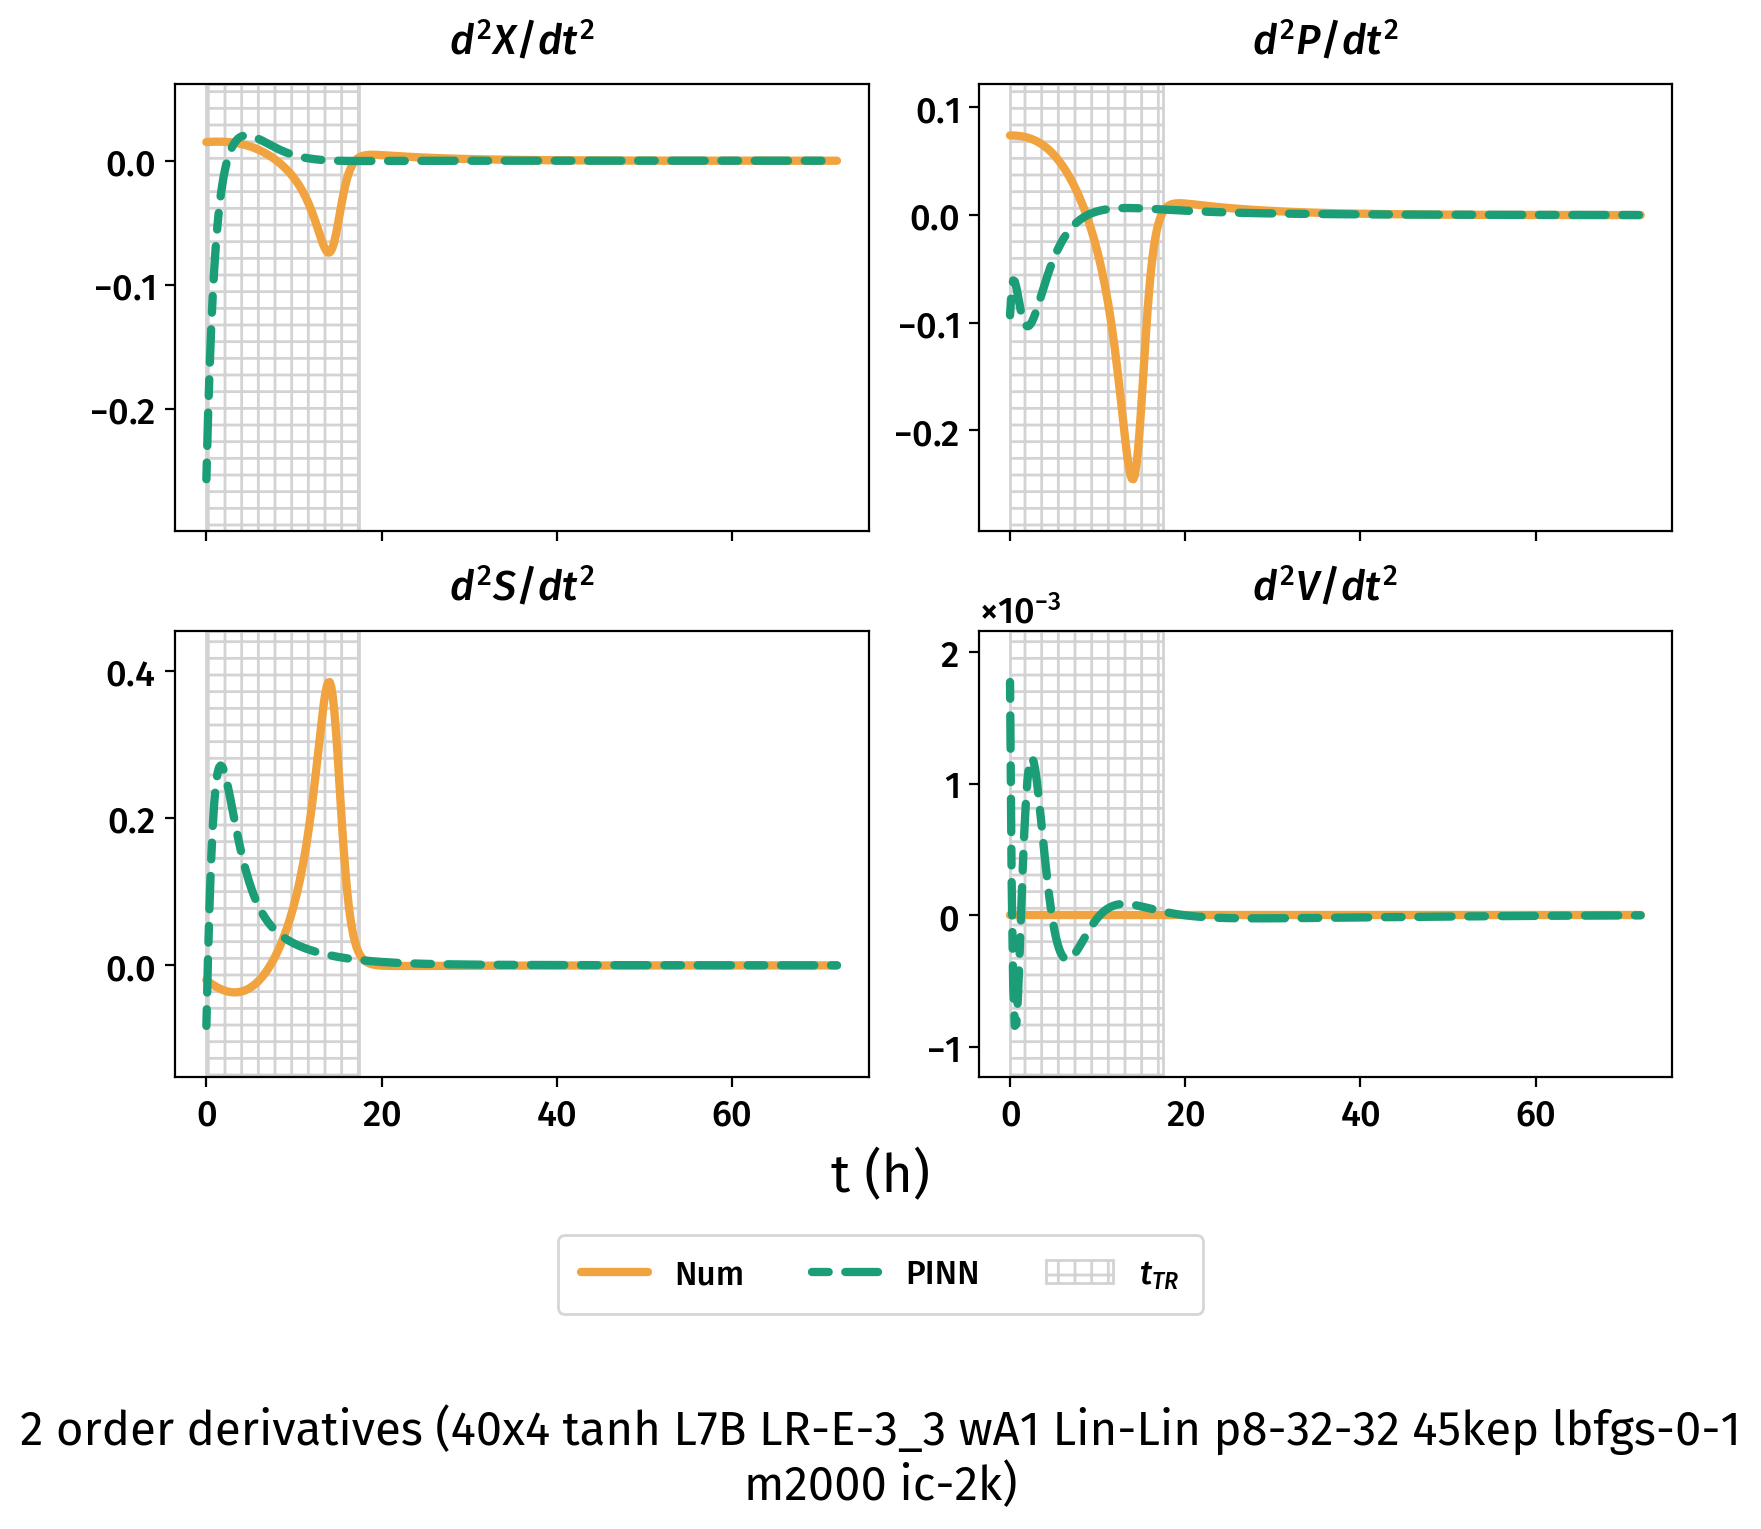 d²X/dt²
d²P/dt²
0.0
−0.1
−0.2
0.1
0.0
−0.1
−0.2
d²S/dt²
d²V/dt²
×10⁻³
0.4
0.2
0.0
2
1
0
−1
0 20 40 60
0 20 40 60
t (h)
Num PINN t_TR
2 order derivatives (40x4 tanh L7B LR-E-3_3 wA1 Lin-Lin p8-32-32 45kep lbfgs-0-1
m2000 ic-2k)